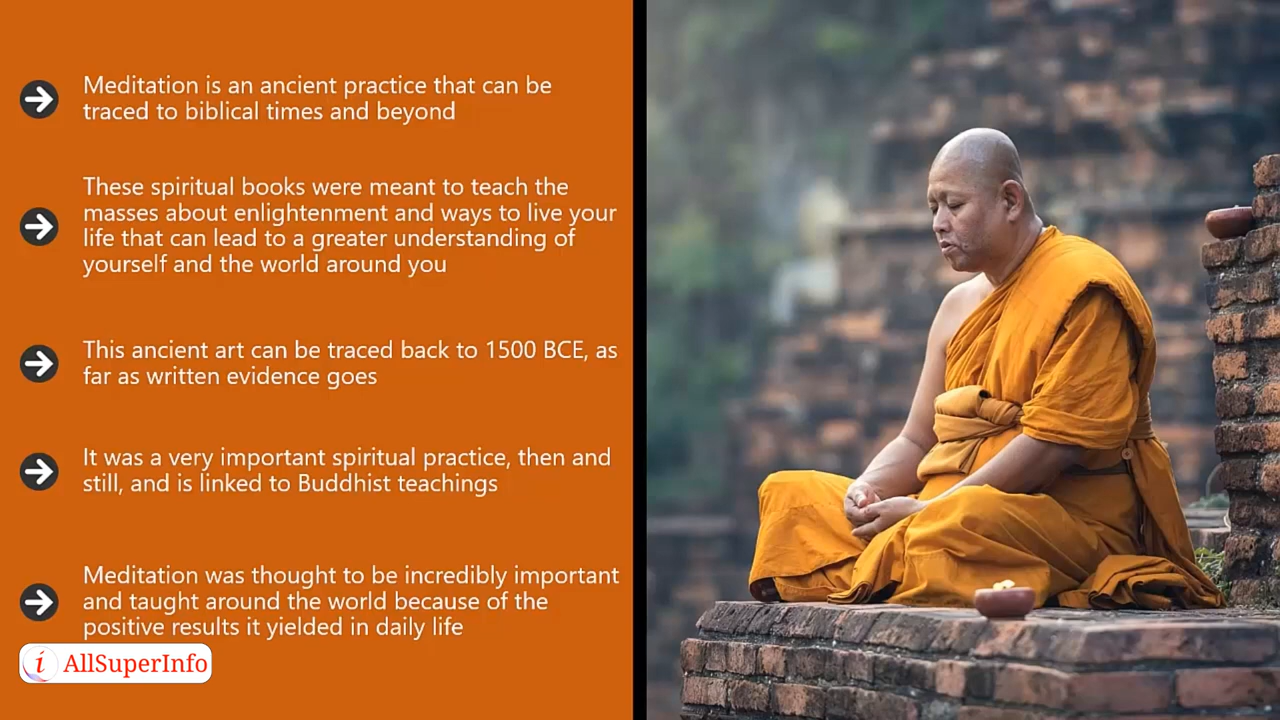 Meditation is an ancient practice that can be
traced to biblical times and beyond
These spiritual books were meant to teach the
masses about enlightenment and ways to live your
life that can lead to a greater understanding of
yourself and the world around you
This ancient art can be traced back to 1500 BCE, as
far as written evidence goes
It was a very important spiritual practice, then and
still, and is linked to Buddhist teachings
Meditation was thought to be incredibly important
and taught around the world because of the
positive results it yielded in daily life
i AllSuperInfo